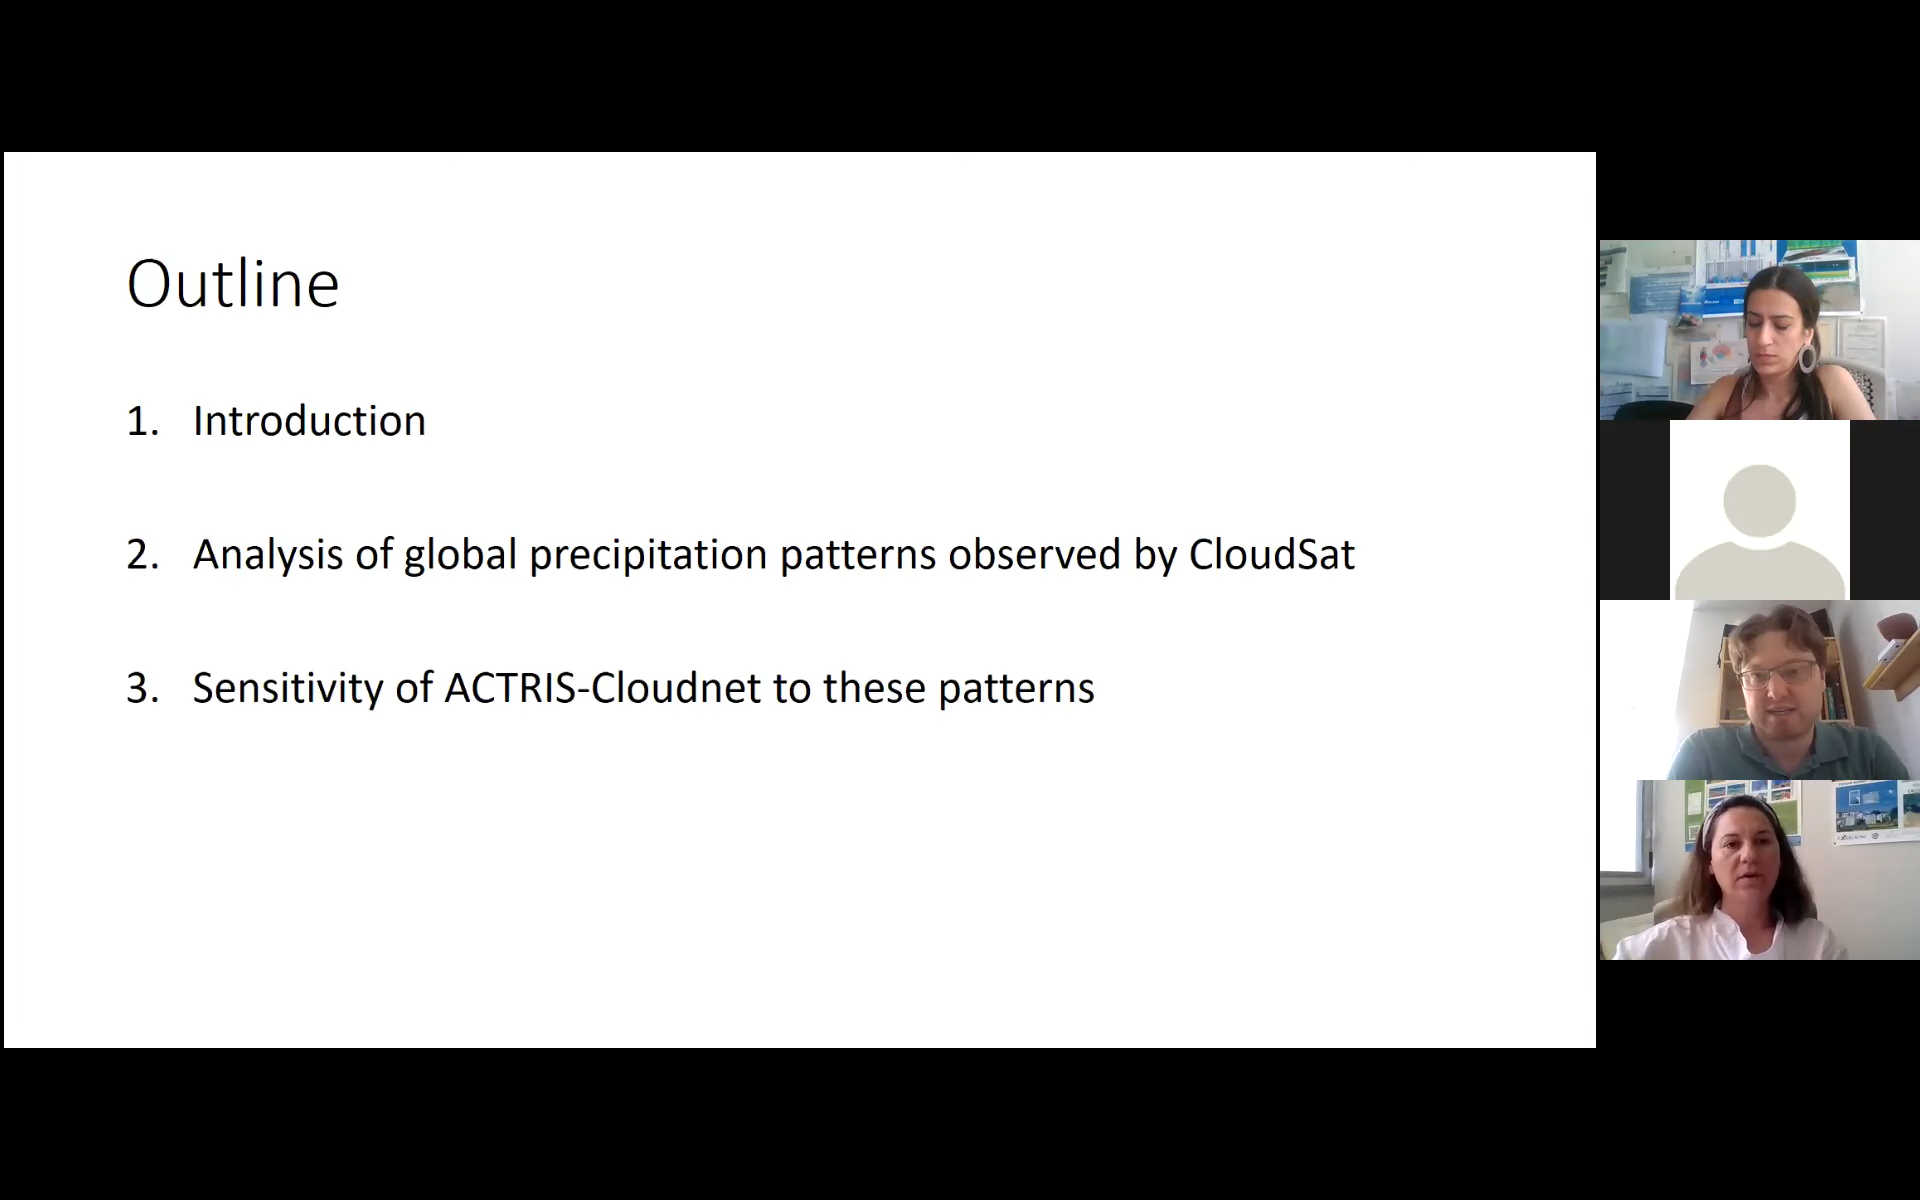 Outline
1. Introduction
2. Analysis of global precipitation patterns observed by CloudSat
3. Sensitivity of ACTRIS-Cloudnet to these patterns